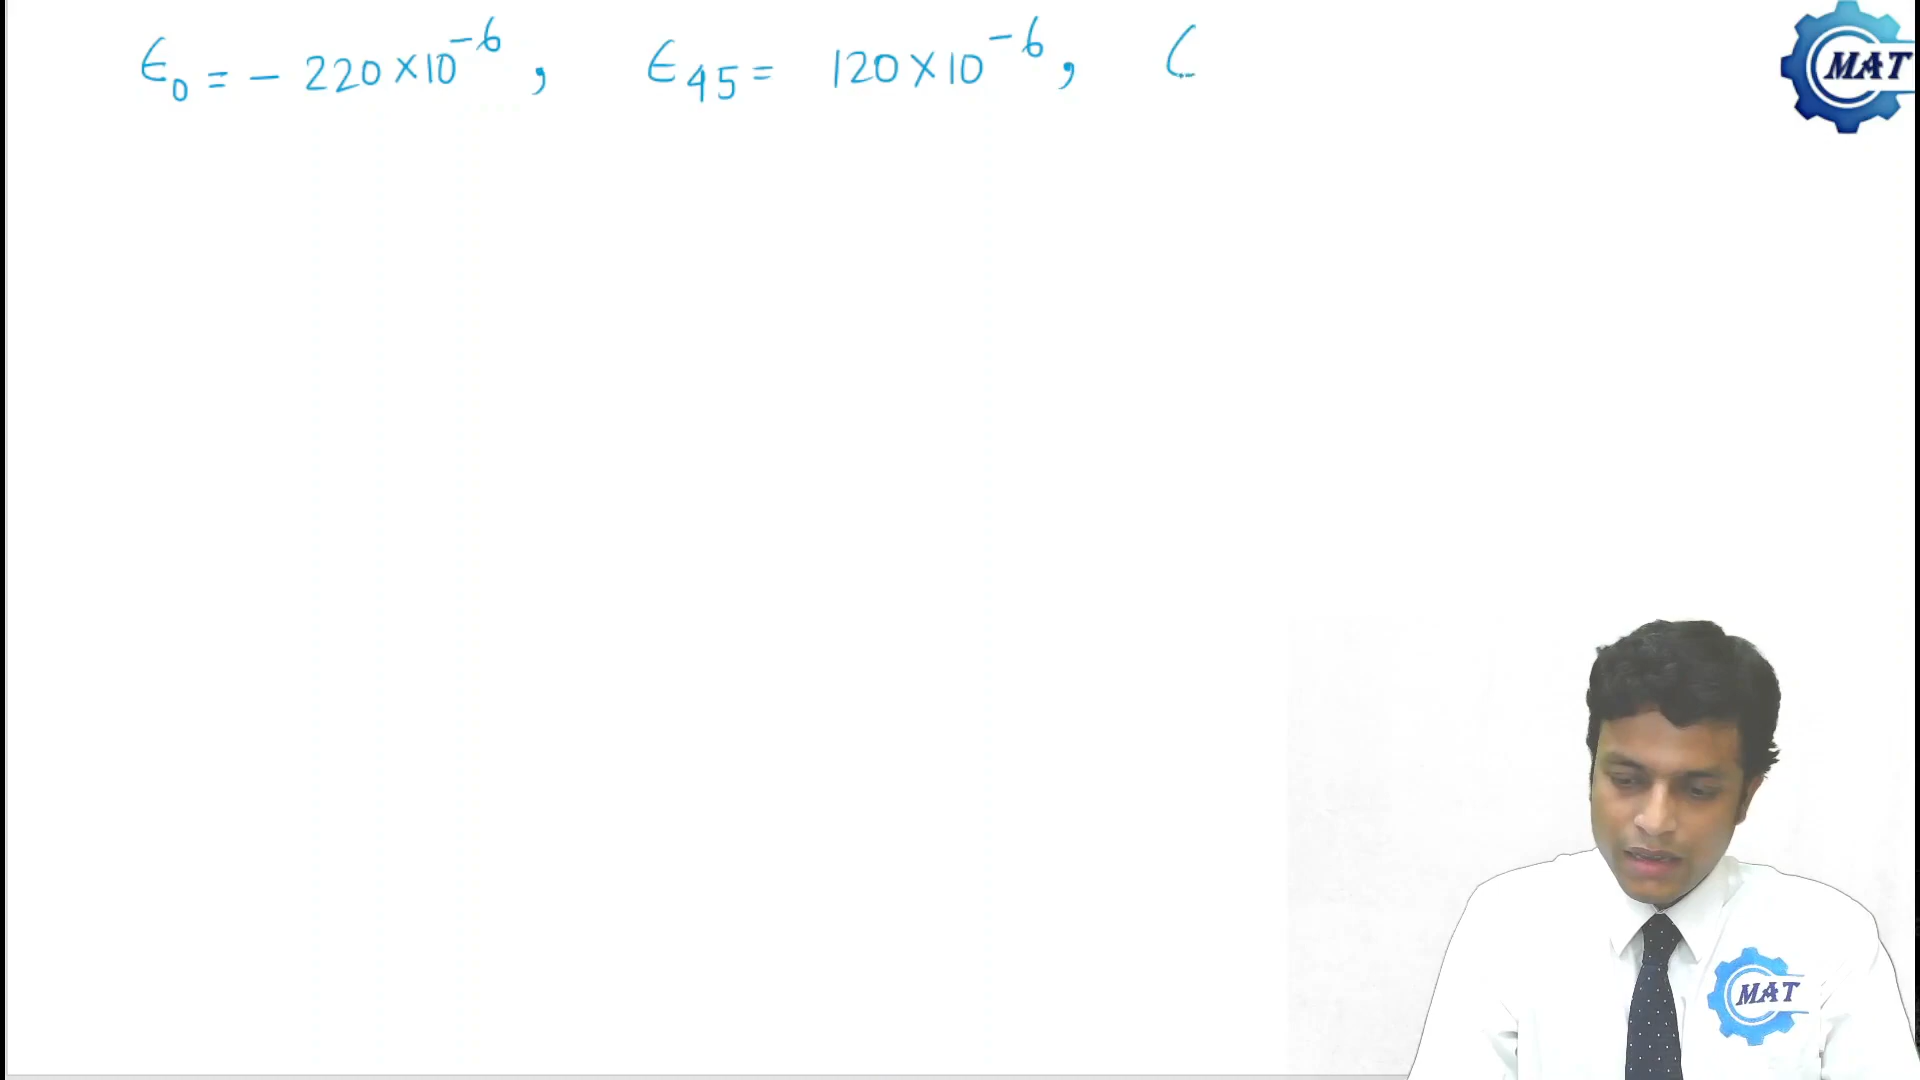 ϵ₀ = − 220×10⁻⁶, ϵ₄₅ = 120×10⁻⁶, (
MAT
MAT